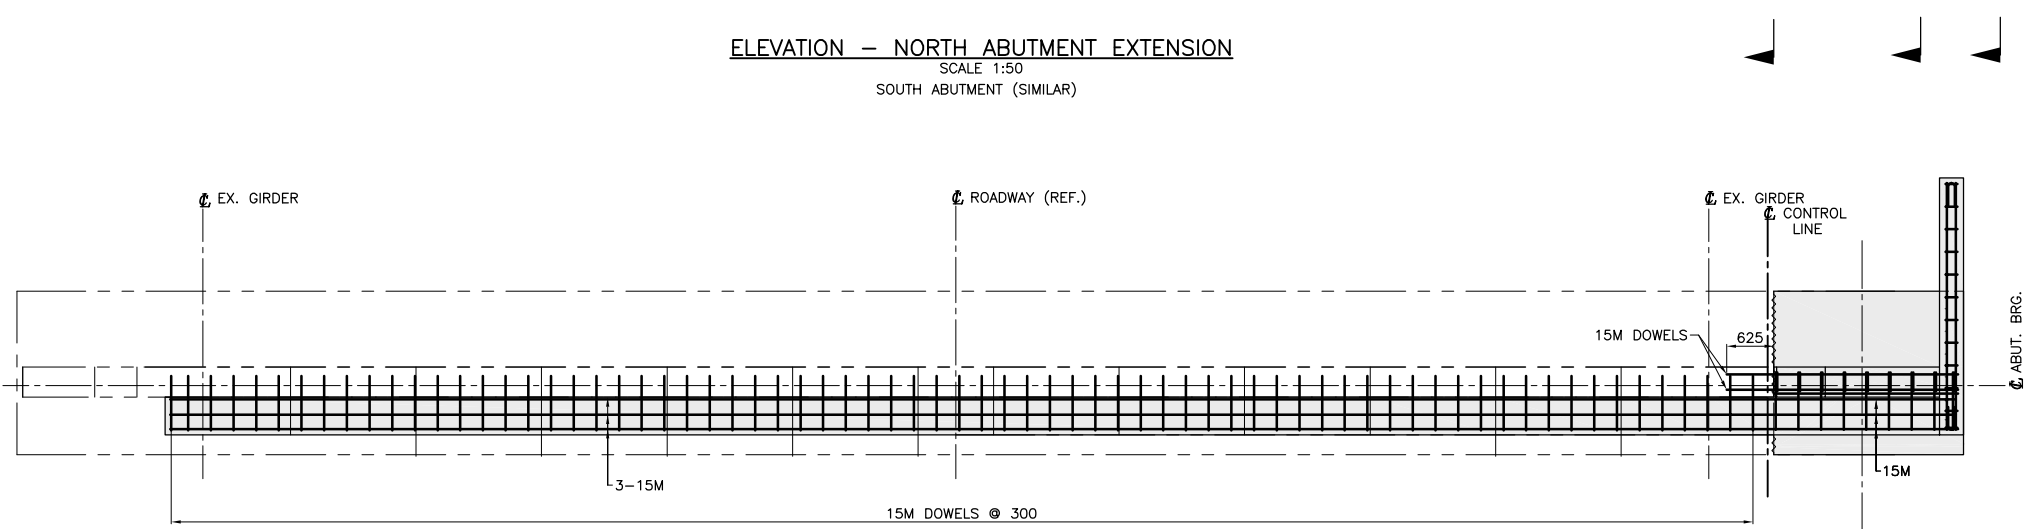 ELEVATION – NORTH ABUTMENT EXTENSION
SCALE 1:50
SOUTH ABUTMENT (SIMILAR)
℄ EX. GIRDER
℄ ROADWAY (REF.)
℄ EX. GIRDER
℄ CONTROL
LINE
15M DOWELS
625
℄ ABUT. BRG.
3-15M
15M
15M DOWELS @ 300